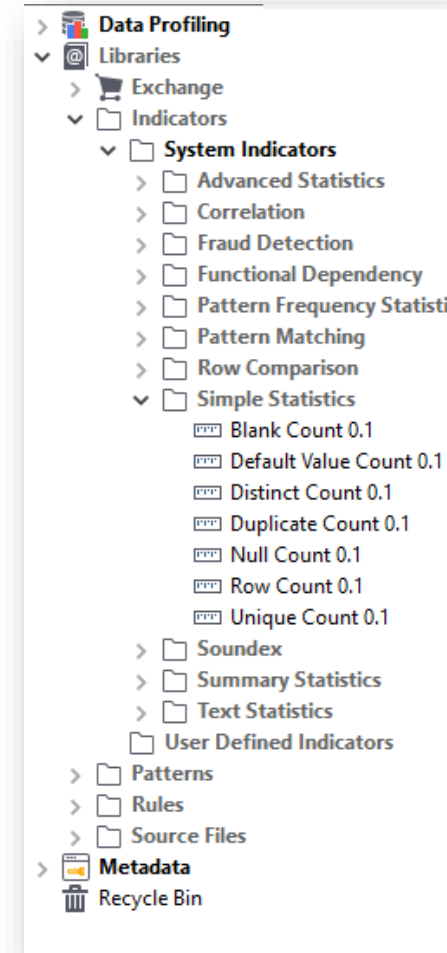 Data Profiling
Libraries
Exchange
Indicators
System Indicators
Advanced Statistics
Correlation
Fraud Detection
Functional Dependency
Pattern Frequency Statisti
Pattern Matching
Row Comparison
Simple Statistics
Blank Count 0.1
Default Value Count 0.1
Distinct Count 0.1
Duplicate Count 0.1
Null Count 0.1
Row Count 0.1
Unique Count 0.1
Soundex
Summary Statistics
Text Statistics
User Defined Indicators
Patterns
Rules
Source Files
Metadata
Recycle Bin